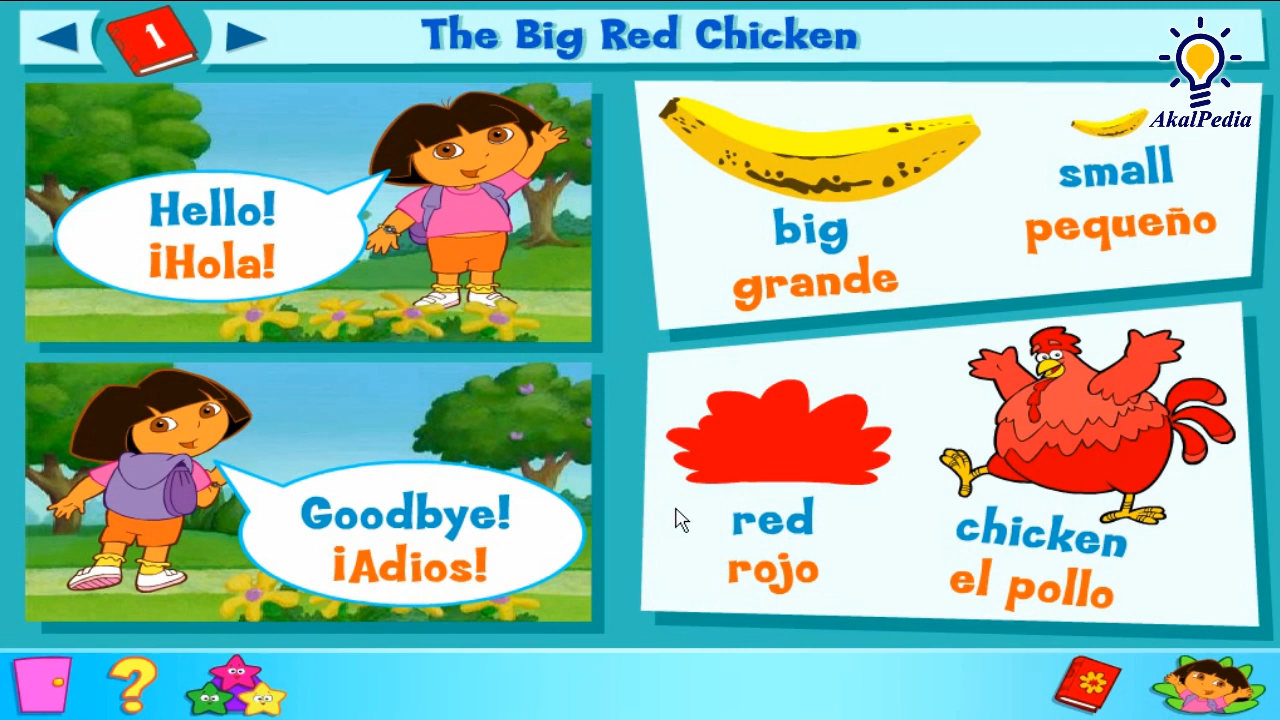 1
The Big Red Chicken
AkalPedia
Hello!
¡Hola!
big
grande
small
pequeño
Goodbye!
¡Adios!
red
rojo
chicken
el pollo
?